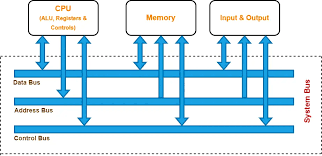 CPU
(ALU, Registers &
Controls)
Memory
Input & Output
Data Bus
Address Bus
Control Bus
System Bus